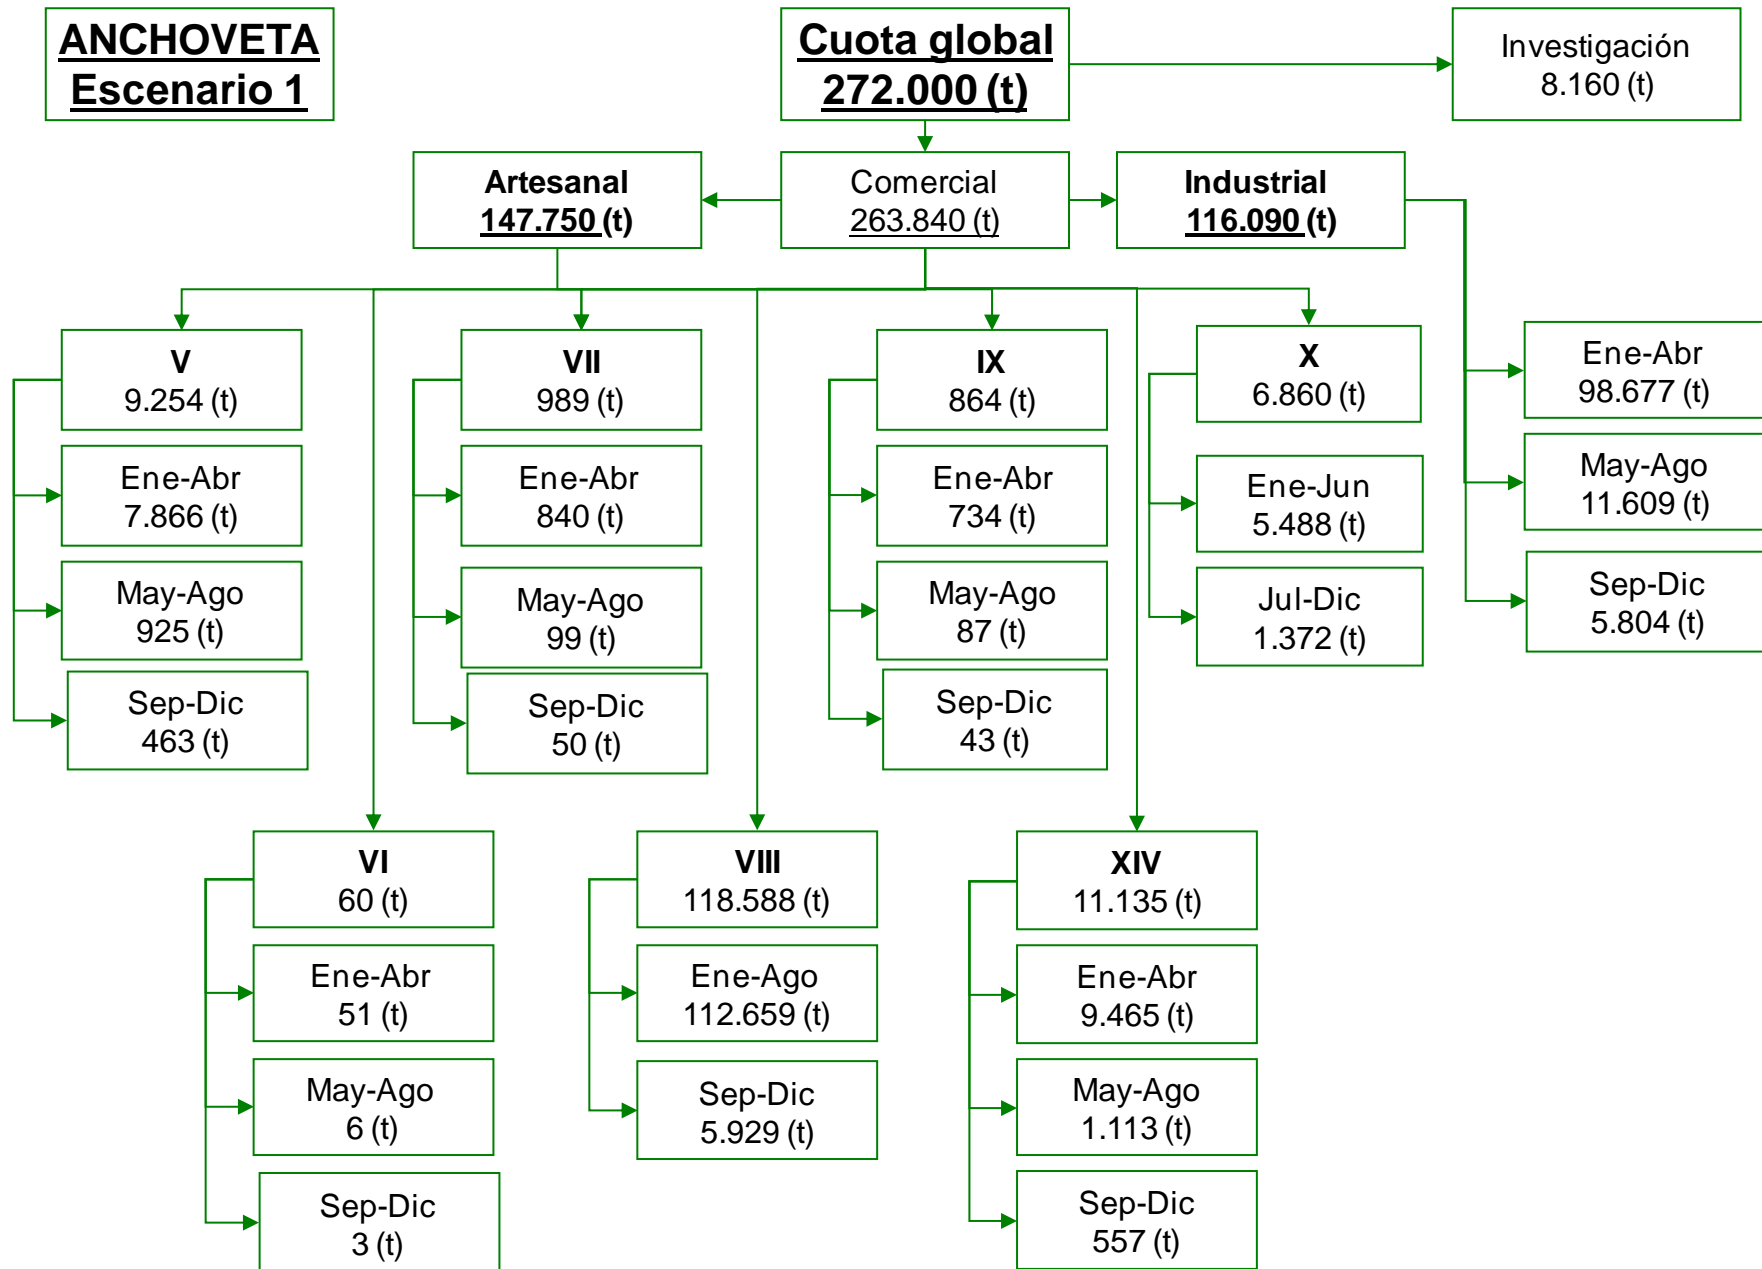 ANCHOVETA
Escenario 1
Cuota global
272.000 (t)
Investigación
8.160 (t)
Artesanal
147.750 (t)
Comercial
263.840 (t)
Industrial
116.090 (t)
V
9.254 (t)
Ene-Abr
7.866 (t)
May-Ago
925 (t)
Sep-Dic
463 (t)
VII
989 (t)
Ene-Abr
840 (t)
May-Ago
99 (t)
Sep-Dic
50 (t)
IX
864 (t)
Ene-Abr
734 (t)
May-Ago
87 (t)
Sep-Dic
43 (t)
X
6.860 (t)
Ene-Jun
5.488 (t)
Jul-Dic
1.372 (t)
Ene-Abr
98.677 (t)
May-Ago
11.609 (t)
Sep-Dic
5.804 (t)
VI
60 (t)
Ene-Abr
51 (t)
May-Ago
6 (t)
Sep-Dic
3 (t)
VIII
118.588 (t)
Ene-Ago
112.659 (t)
Sep-Dic
5.929 (t)
XIV
11.135 (t)
Ene-Abr
9.465 (t)
May-Ago
1.113 (t)
Sep-Dic
557 (t)